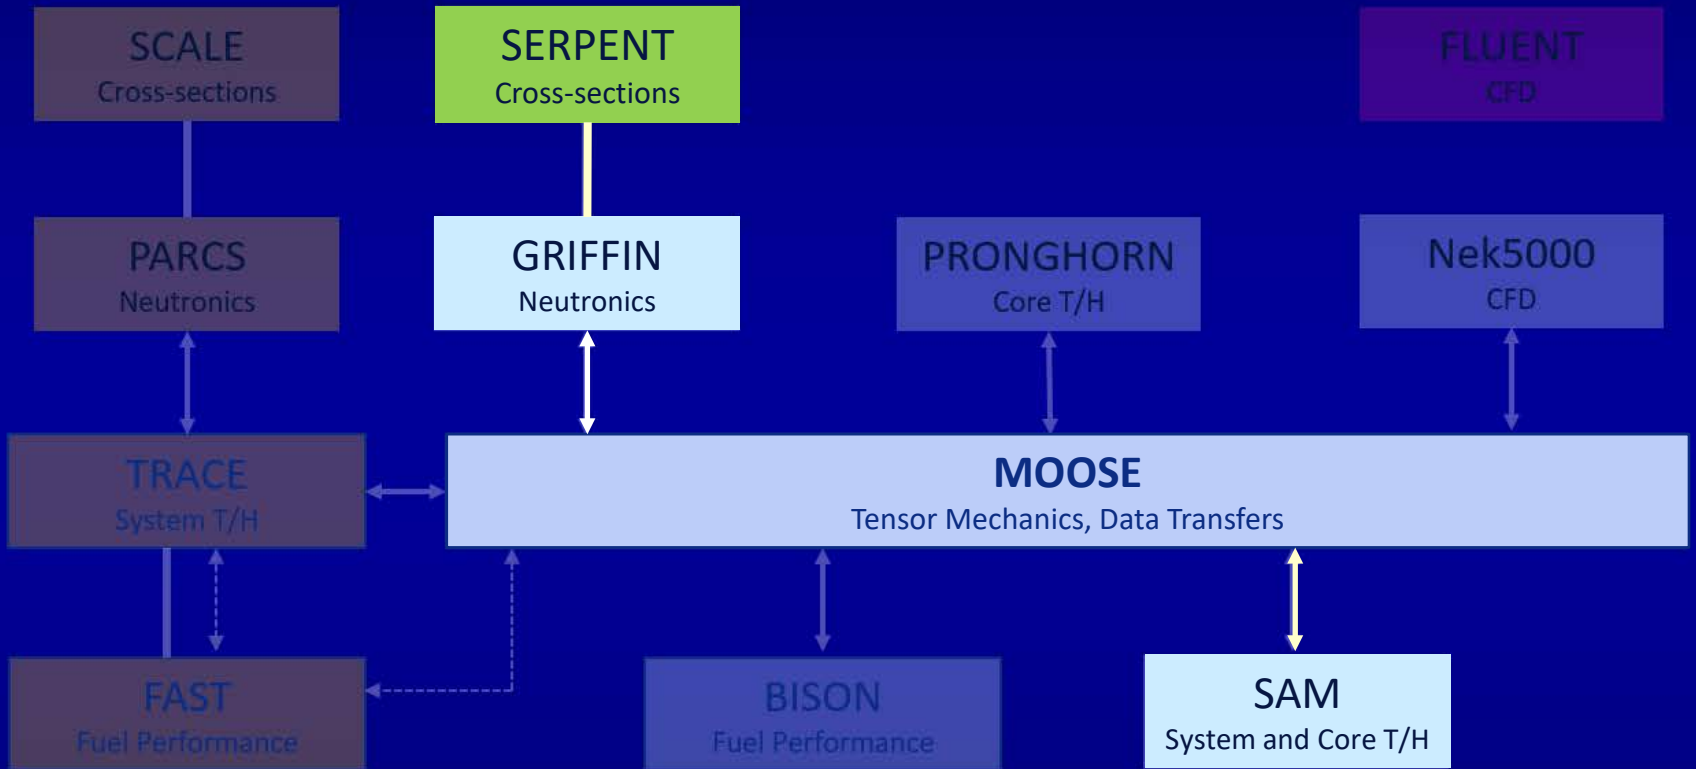 SCALE
Cross-sections
SERPENT
Cross-sections
FLUENT
CFD
PARCS
Neutronics
GRIFFIN
Neutronics
PRONGHORN
Core T/H
Nek5000
CFD
TRACE
System T/H
MOOSE
Tensor Mechanics, Data Transfers
FAST
Fuel Performance
BISON
Fuel Performance
SAM
System and Core T/H